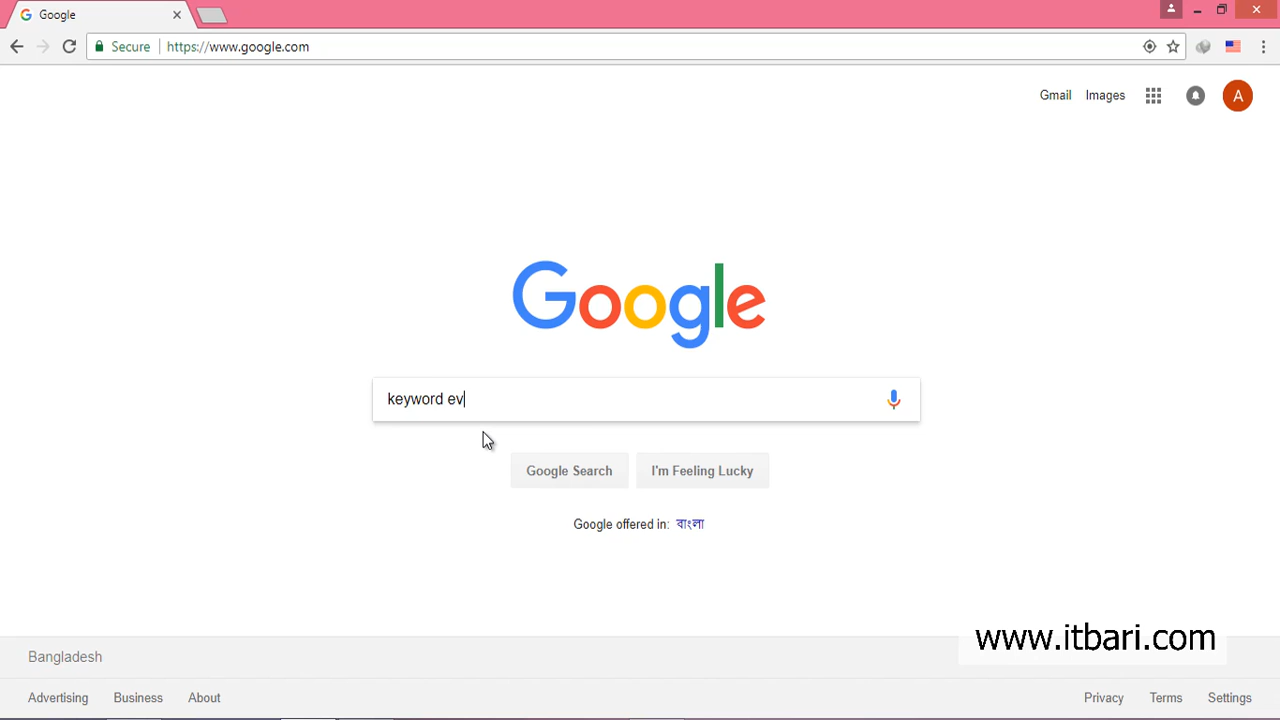 Google
Secure
https://www.google.com
Gmail
Images
A
Google
keyword ev
Google Search
I'm Feeling Lucky
Google offered in: বাংলা
www.itbari.com
Bangladesh
Advertising
Business
About
Privacy
Terms
Settings